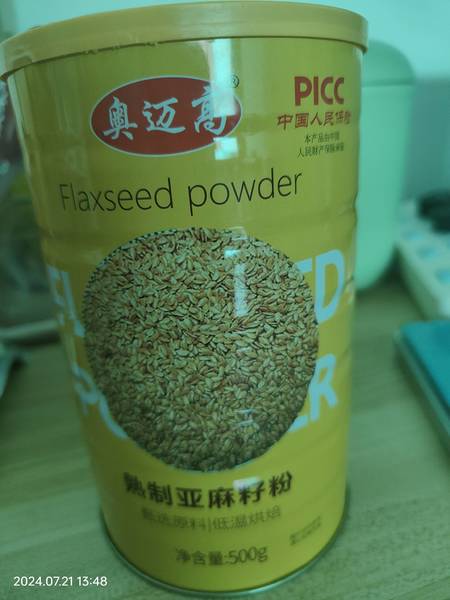 奥迈高®
PICC
中国人民保险
本产品由中国
人民财产保险承保
Flaxseed powder
熟制亚麻籽粉
甄选原料|低温烘焙
净含量:500g
2024.07.21 13:48